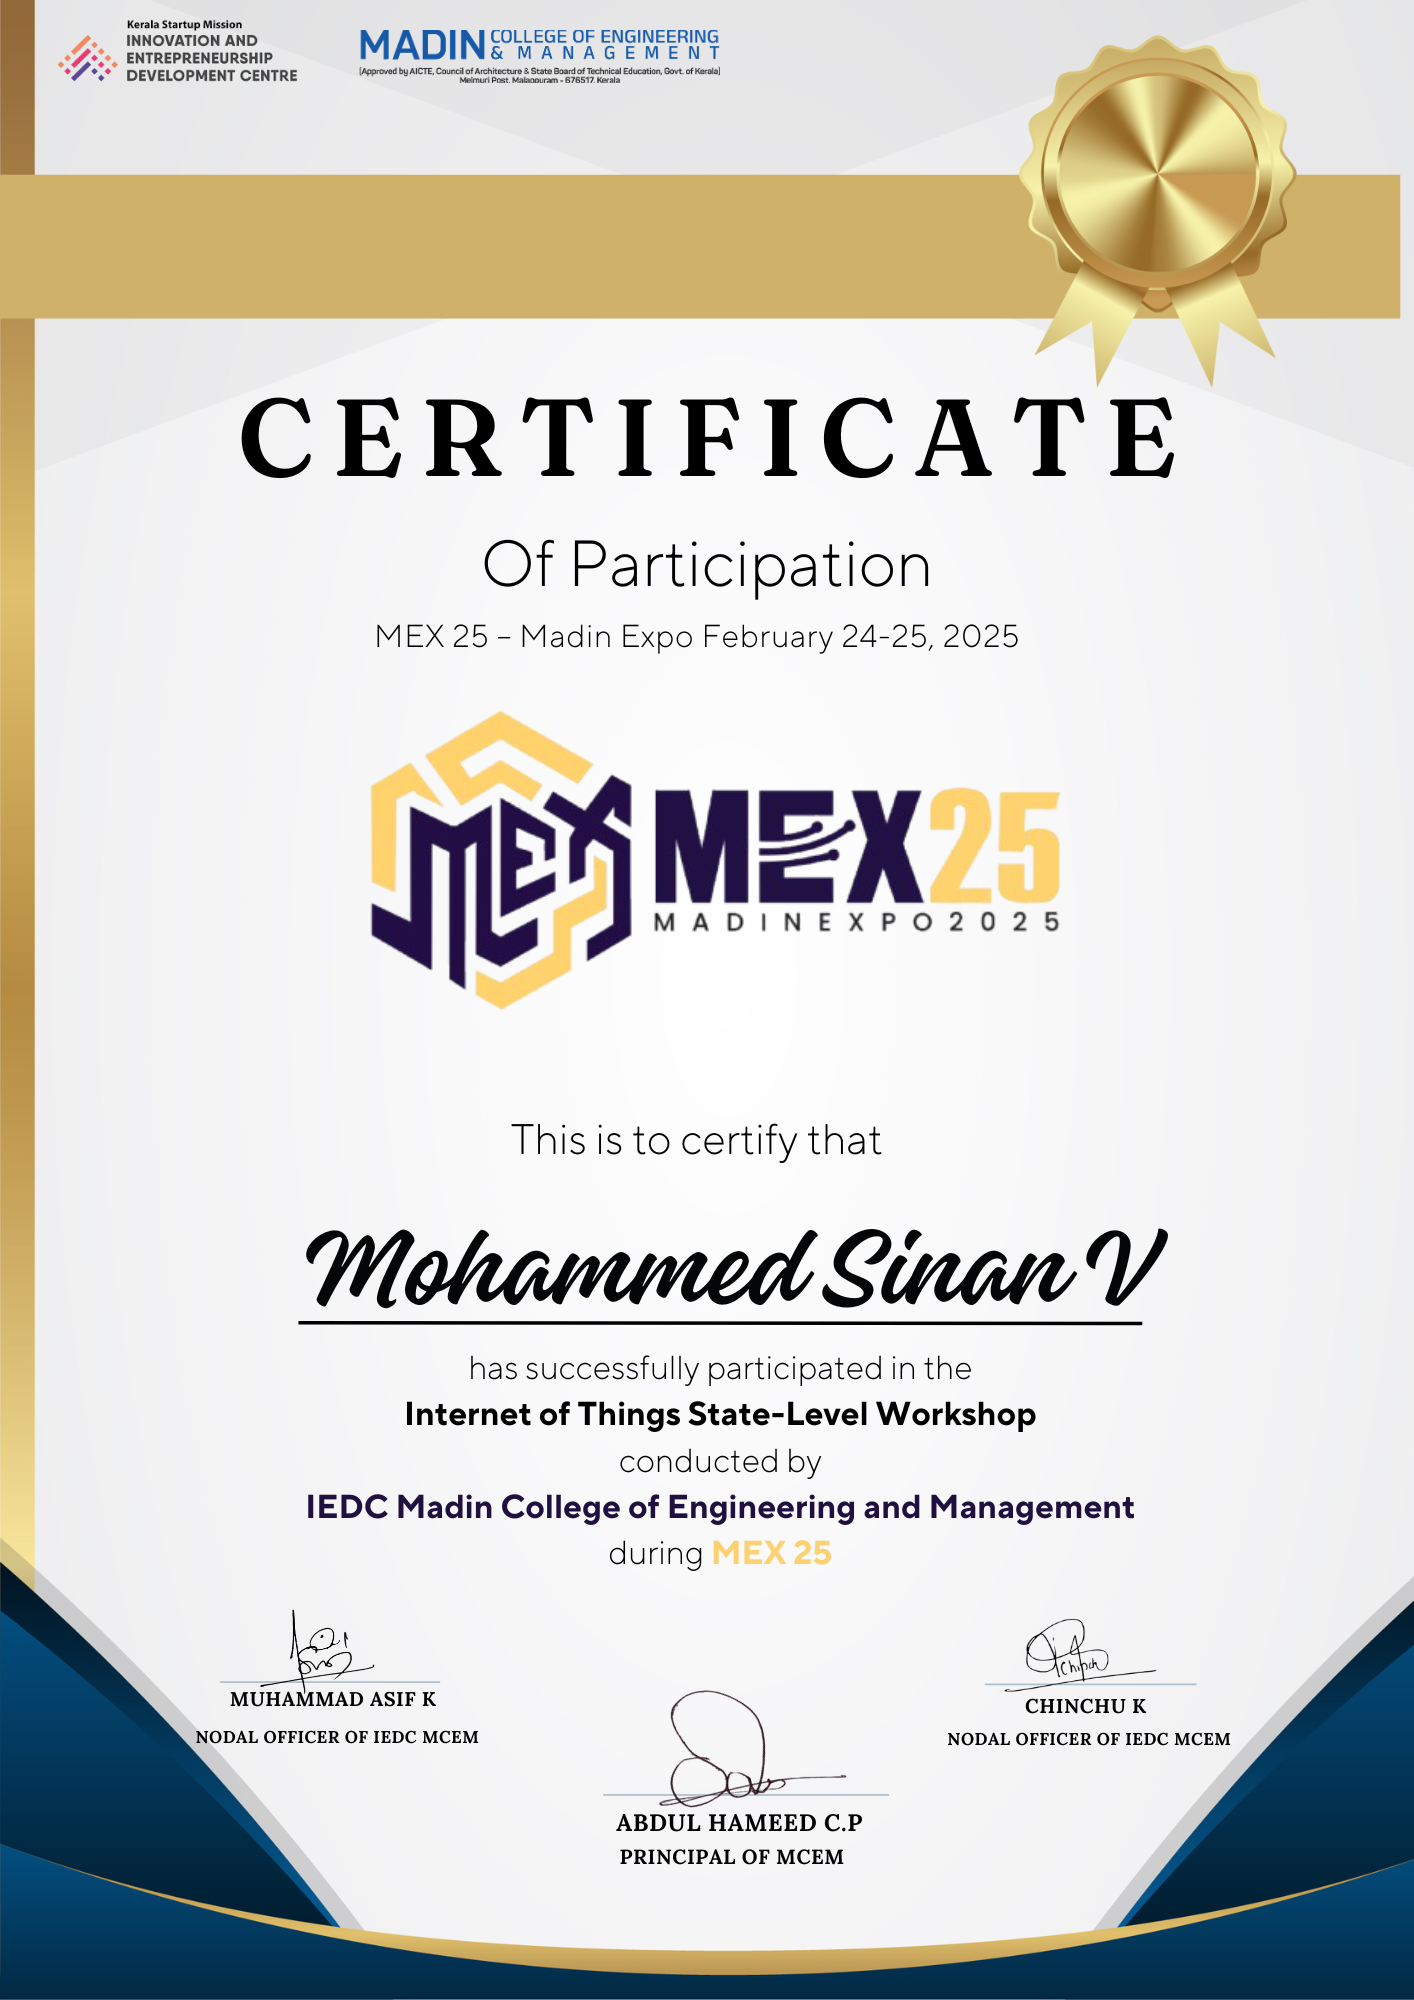 Kerala Startup Mission
INNOVATION AND
ENTREPRENEURSHIP
DEVELOPMENT CENTRE
MADIN COLLEGE OF ENGINEERING
& MANAGEMENT
[Approved by AICTE, Council of Architecture & State Board of Technical Education, Govt. of Kerala]
Melmuri Post, Malappuram - 676517, Kerala
CERTIFICATE
Of Participation
MEX 25 – Madin Expo February 24-25, 2025
MEX
MEX25
MADINEXPO2025
This is to certify that
Mohammed Sinan V
has successfully participated in the
Internet of Things State-Level Workshop
conducted by
IEDC Madin College of Engineering and Management
during MEX 25
MUHAMMAD ASIF K
NODAL OFFICER OF IEDC MCEM
Chinch
CHINCHU K
NODAL OFFICER OF IEDC MCEM
ABDUL HAMEED C.P
PRINCIPAL OF MCEM